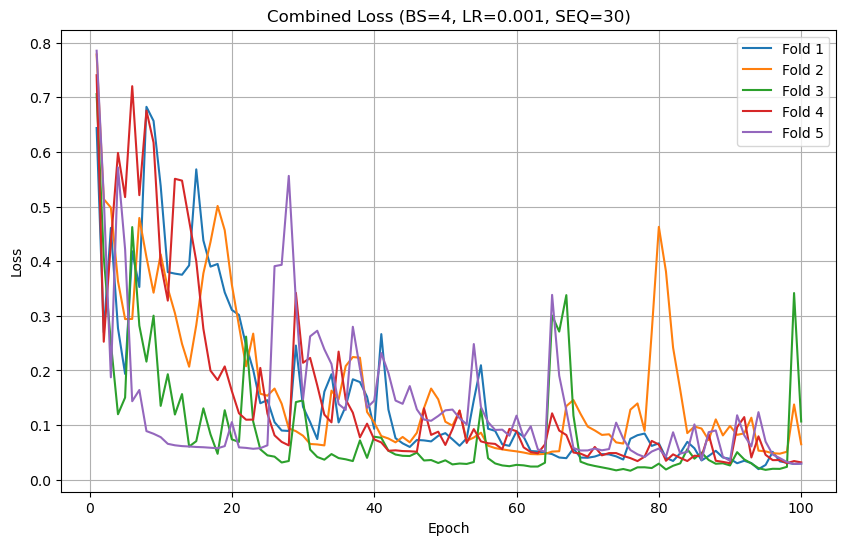 Combined Loss (BS=4, LR=0.001, SEQ=30)
Fold 1
Fold 2
Fold 3
Fold 4
Fold 5
Loss
0.8
0.7
0.6
0.5
0.4
0.3
0.2
0.1
0.0
0 20 40 60 80 100
Epoch